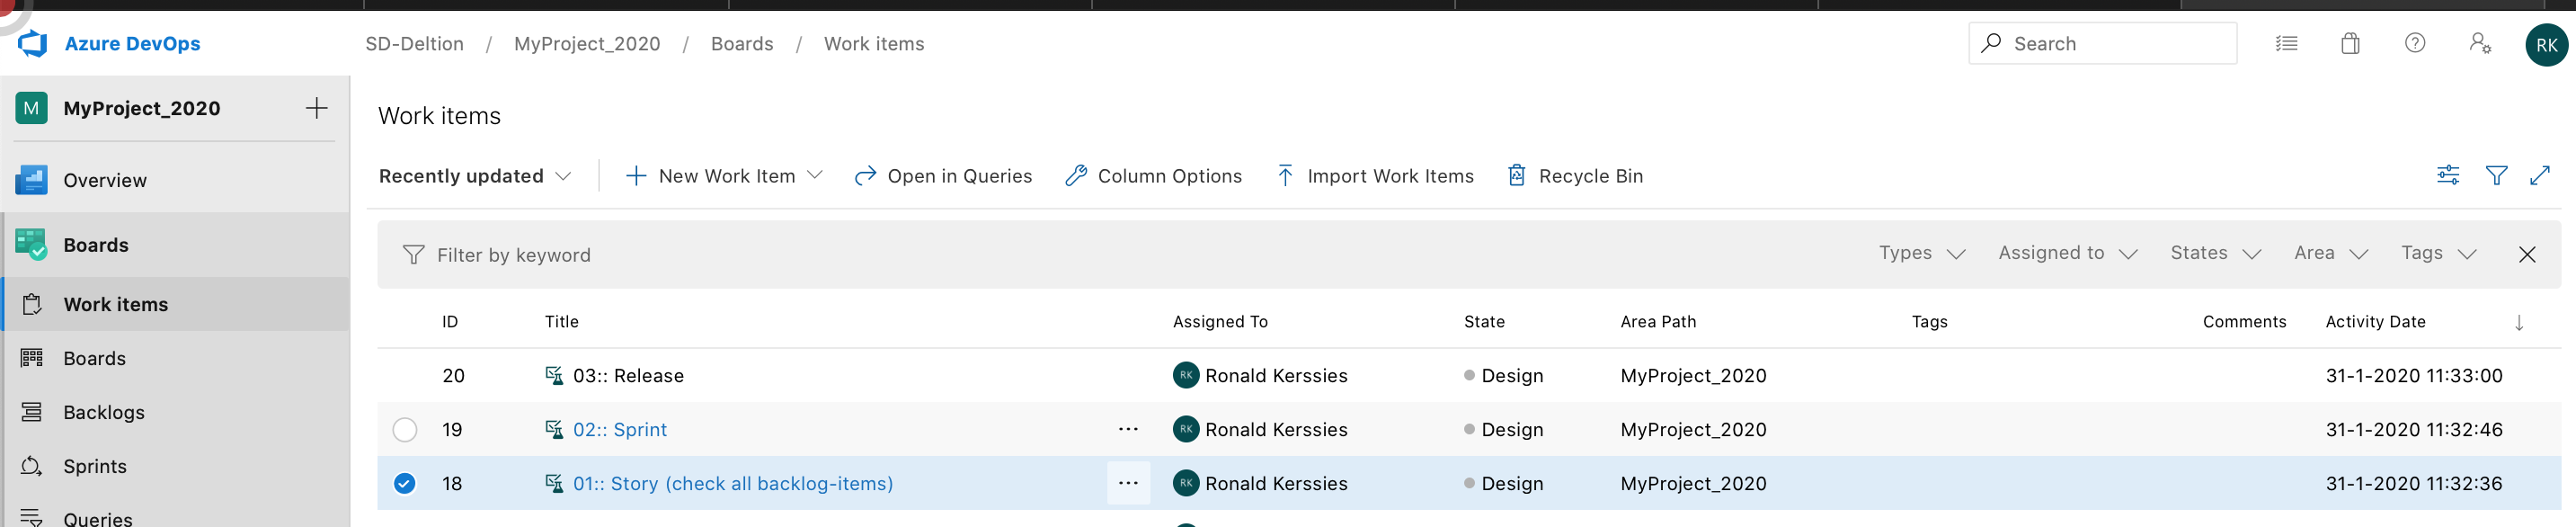 Azure DevOps
SD-Deltion / MyProject_2020 / Boards / Work items
Search
RK
M MyProject_2020
Overview
Boards
Work items
Boards
Backlogs
Sprints
Queries
Work items
Recently updated New Work Item Open in Queries Column Options Import Work Items Recycle Bin
Filter by keyword Types Assigned to States Area Tags
ID Title Assigned To State Area Path Tags Comments Activity Date ↓
20 03:: Release RK Ronald Kerssies Design MyProject_2020 31-1-2020 11:33:00
19 02:: Sprint ... RK Ronald Kerssies Design MyProject_2020 31-1-2020 11:32:46
18 01:: Story (check all backlog-items) ... RK Ronald Kerssies Design MyProject_2020 31-1-2020 11:32:36